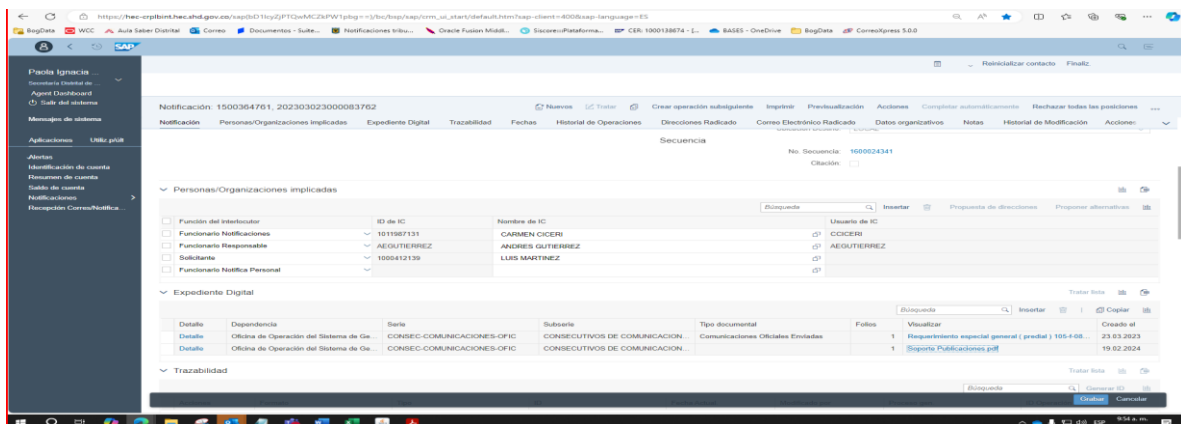 https://hec-crplbint.hec.shd.gov.co/sap(bD1lcyZjPTQwMCZkPW1pbg==)/bc/bsp/sap/crm_ui_start/default.htm?sap-client=400&sap-language=ES
BogData WCC Aula Saber Distrital Correo Documentos - Suite... Notificaciones tribu... Oracle Fusion Middl... CER: 1000138674 - [... BASES - OneDrive BogData CorreoXpress 5.0.0
SAP
Reinicializar contacto Finaliz.
Paola Ignacia ...
Secretaría Distrital de ...
Agent Dashboard
Salir del sistema
Mensajes de sistema
Aplicaciones Utiliz.p/últ
Alertas
Identificación de cuenta
Resumen de cuenta
Saldo de cuenta
Notificaciones
Recepción Corres/Notifica...
Notificación: 1500364761, 202303023000083762
Nuevos Tratar Crear operación subsiguiente Imprimir Previsualización Acciones Completar automáticamente Rechazar todas las posiciones ...
Notificación Personas/Organizaciones implicadas Expediente Digital Trazabilidad Fechas Historial de Operaciones Direcciones Radicado Correo Electrónico Radicado Datos organizativos Notas Historial de Modificación Acciones
Secuencia
No. Secuencia: 1600024341
Citación:
Personas/Organizaciones implicadas
Búsqueda Insertar Propuesta de direcciones Proponer alternativas
Función del interlocutor ID de IC Nombre de IC Usuario de IC
Funcionario Notificaciones 1011987131 CARMEN CICERI CCICERI
Funcionario Responsable AEGUTIERREZ ANDRES GUTIERREZ AEGUTIERREZ
Solicitante 1000412139 LUIS MARTINEZ
Funcionario Notifica Personal
Expediente Digital
Tratar lista
Búsqueda Insertar Copiar
Detalle Dependencia Serie Subserie Tipo documental Folios Visualizar Creado el
Detalle Oficina de Operación del Sistema de Ge... CONSEC-COMUNICACIONES-OFIC CONSECUTIVOS DE COMUNICACION... Comunicaciones Oficiales Enviadas 1 Requerimiento especial general ( predial ) 105-f-08... 23.03.2023
Detalle Oficina de Operación del Sistema de Ge... CONSEC-COMUNICACIONES-OFIC CONSECUTIVOS DE COMUNICACION... 1 Soporte Publicaciones.pdf 19.02.2024
Trazabilidad
Tratar lista
Búsqueda Generar ID
Grabar Cancelar
ESP 9:54 a. m.